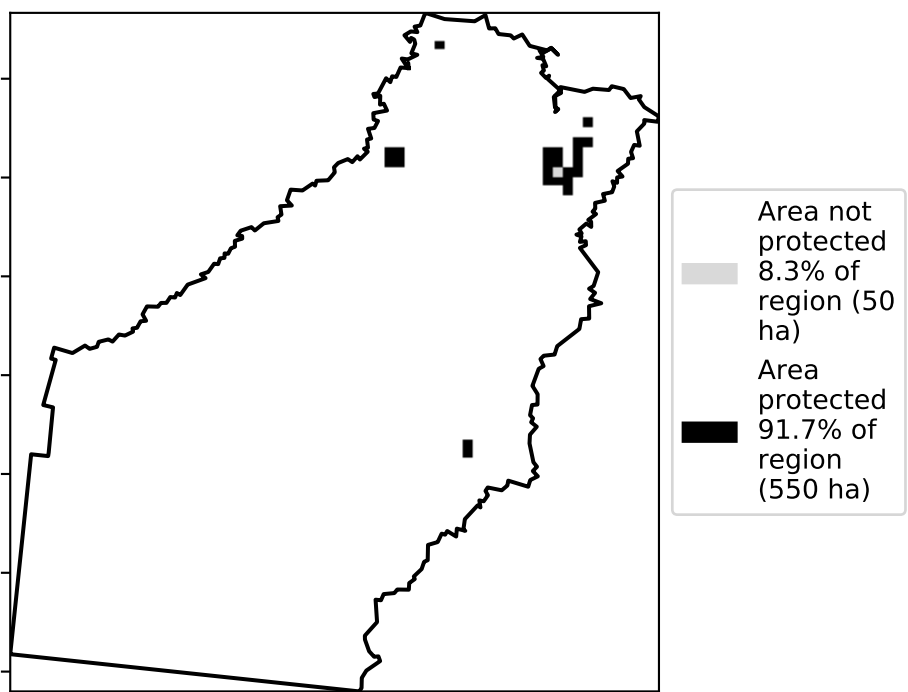 Area not
protected
8.3% of
region (50
ha)
Area
protected
91.7% of
region
(550 ha)